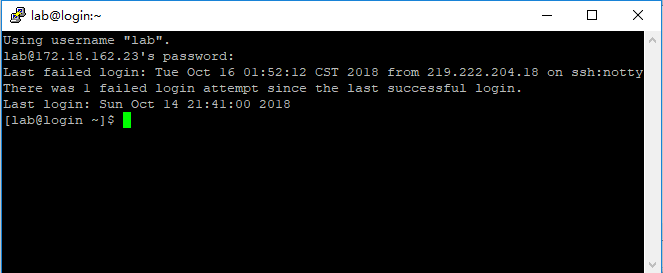 lab@login:~
Using username "lab".
lab@172.18.162.23's password:
Last failed login: Tue Oct 16 01:52:12 CST 2018 from 219.222.204.18 on ssh:notty
There was 1 failed login attempt since the last successful login.
Last login: Sun Oct 14 21:41:00 2018
[lab@login ~]$